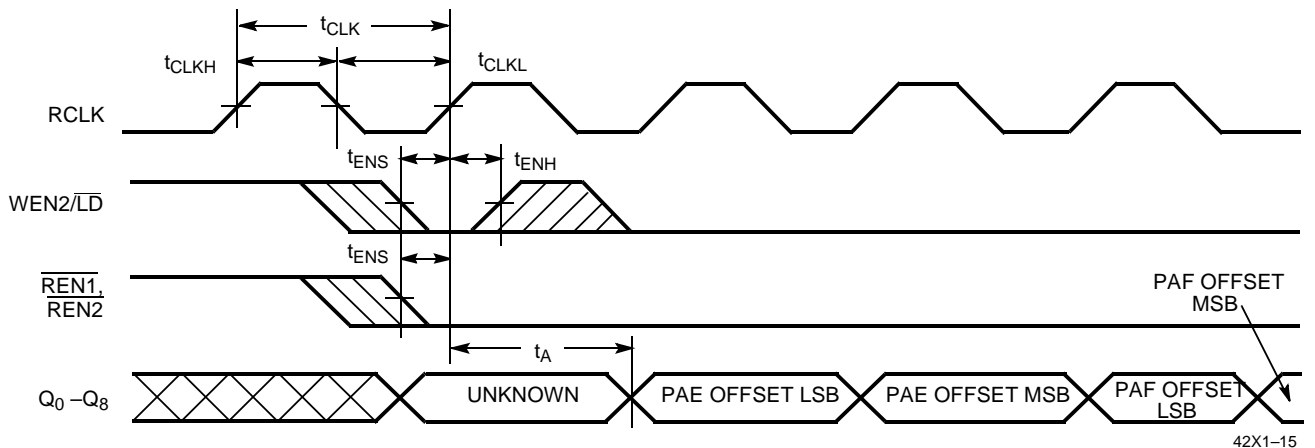 tCLK
tCLKH
tCLKL
RCLK
tENS
tENH
WEN2/LD
tENS
REN1,
REN2
PAF OFFSET
MSB
tA
Q0 –Q8
UNKNOWN
PAE OFFSET LSB
PAE OFFSET MSB
PAF OFFSET
LSB
42X1–15